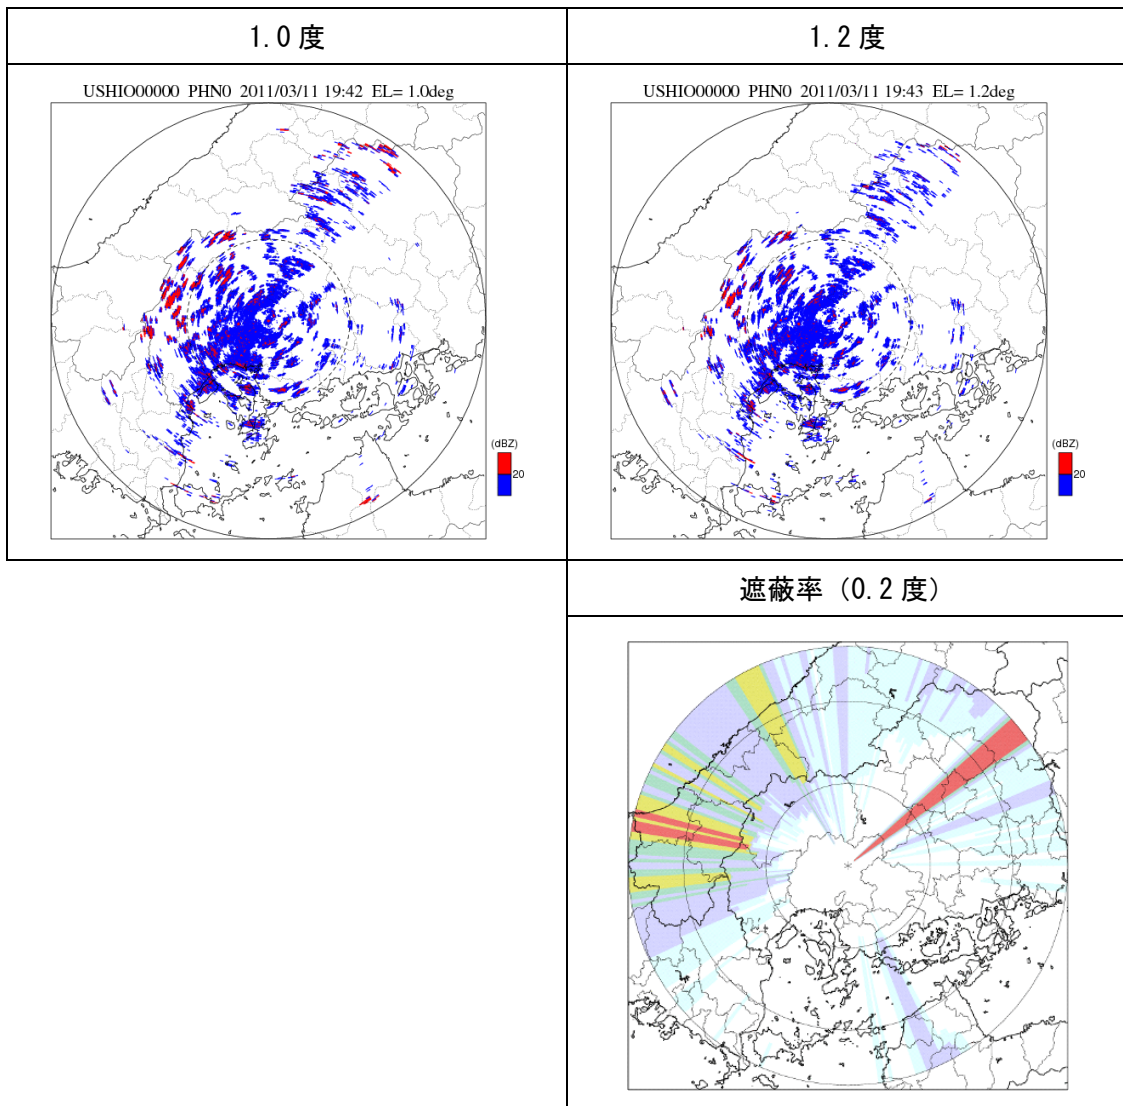 1.0 度
1.2 度
USHIO00000 PHN0 2011/03/11 19:42 EL= 1.0deg
(dBZ)
20
USHIO00000 PHN0 2011/03/11 19:43 EL= 1.2deg
(dBZ)
20
遮蔽率（0.2 度）